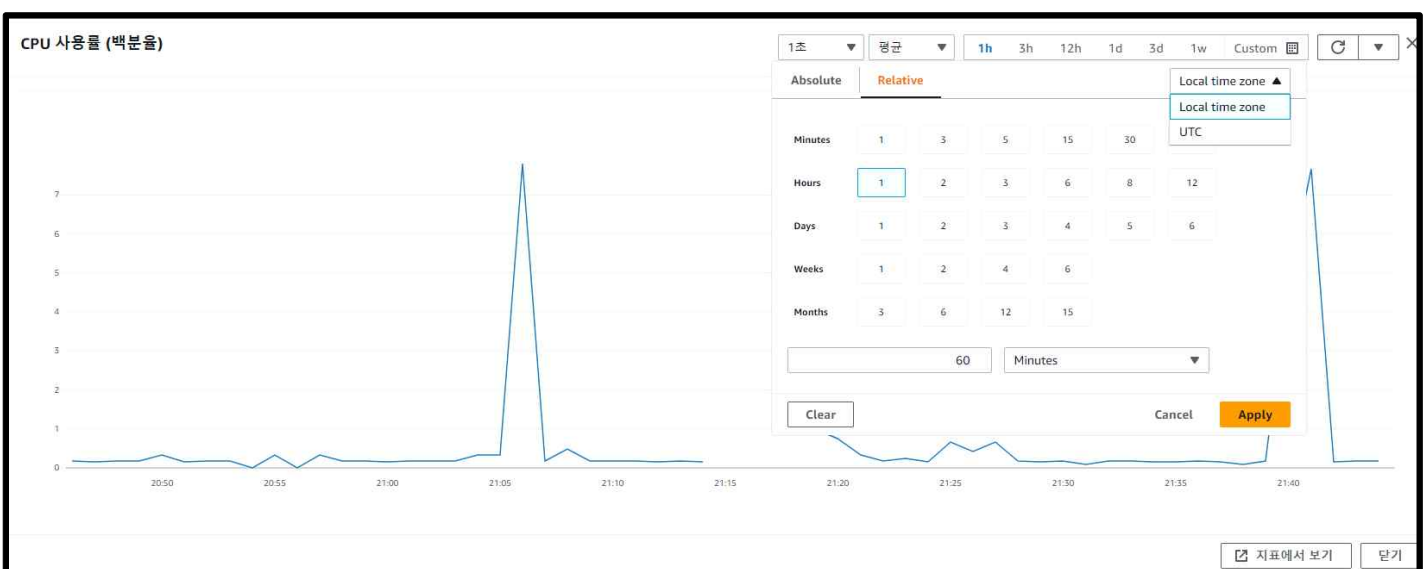 CPU 사용률 (백분율)
1초 평균 1h 3h 12h 1d 3d 1w Custom
Absolute Relative Local time zone
Local time zone
UTC
Minutes 1 3 5 15 30
Hours 1 2 3 6 8 12
Days 1 2 3 4 5 6
Weeks 1 2 4 6
Months 3 6 12 15
60 Minutes
Clear Cancel Apply
7
6
5
4
3
2
1
0
20:50 20:55 21:00 21:05 21:10 21:15 21:20 21:25 21:30 21:35 21:40
지표에서 보기 닫기